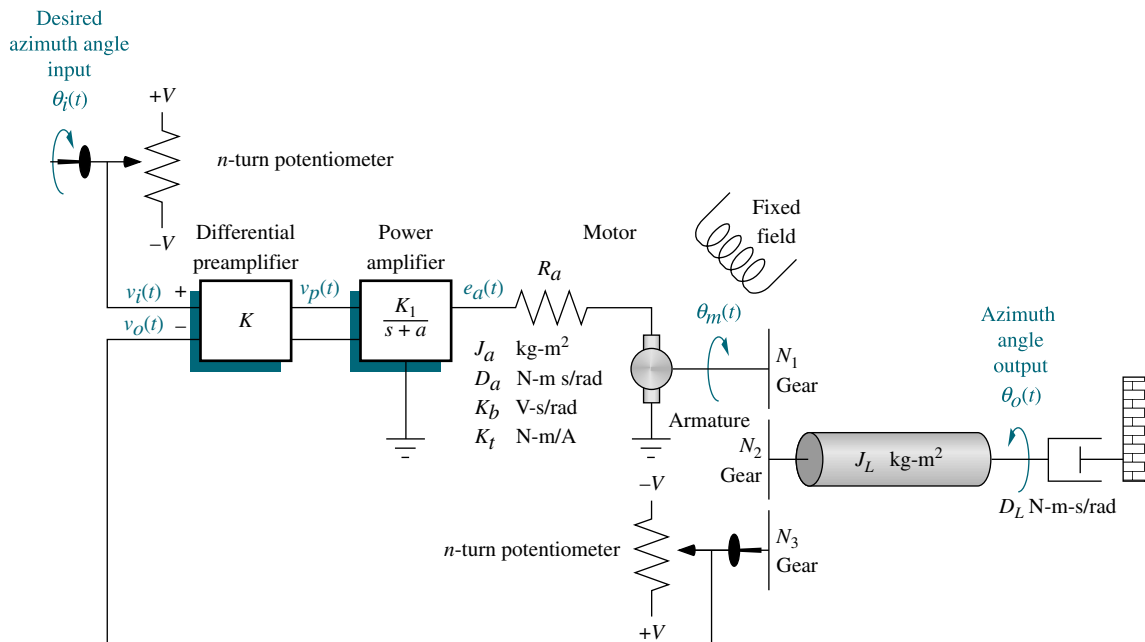 Desired
azimuth angle
input
θi(t)
+V
n-turn potentiometer
−V
Differential
preamplifier
Power
amplifier
Motor
Fixed
field
Ra
vi(t)
+
vo(t)
−
K
vp(t)
K1
s + a
ea(t)
θm(t)
Ja kg-m²
Da N-m s/rad
Kb V-s/rad
Kt N-m/A
Armature
N1
Gear
N2
Gear
JL kg-m²
Azimuth
angle
output
θo(t)
DL N-m-s/rad
−V
n-turn potentiometer
+V
N3
Gear